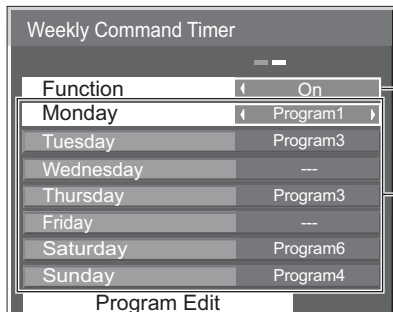 Weekly Command Timer
Function On
Monday Program1
Tuesday Program3
Wednesday ---
Thursday Program3
Friday ---
Saturday Program6
Sunday Program4
Program Edit